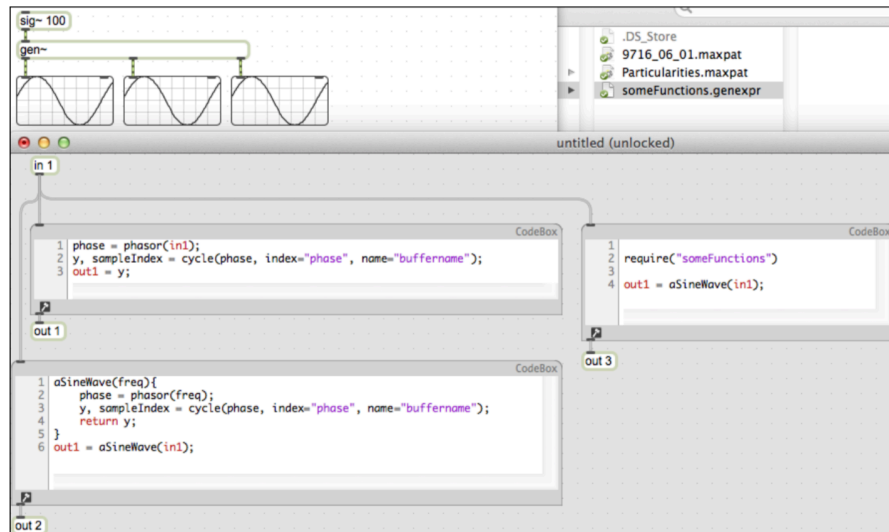 sig~ 100
gen~
.DS_Store
9716_06_01.maxpat
Particularities.maxpat
someFunctions.genexpr
untitled (unlocked)
in 1
CodeBox
1 phase = phasor(in1);
2 y, sampleIndex = cycle(phase, index="phase", name="buffername");
3 out1 = y;
out 1
CodeBox
1
2 require("someFunctions")
3
4 out1 = aSineWave(in1);
out 3
CodeBox
1 aSineWave(freq){
2 phase = phasor(freq);
3 y, sampleIndex = cycle(phase, index="phase", name="buffername");
4 return y;
5 }
6 out1 = aSineWave(in1);
out 2